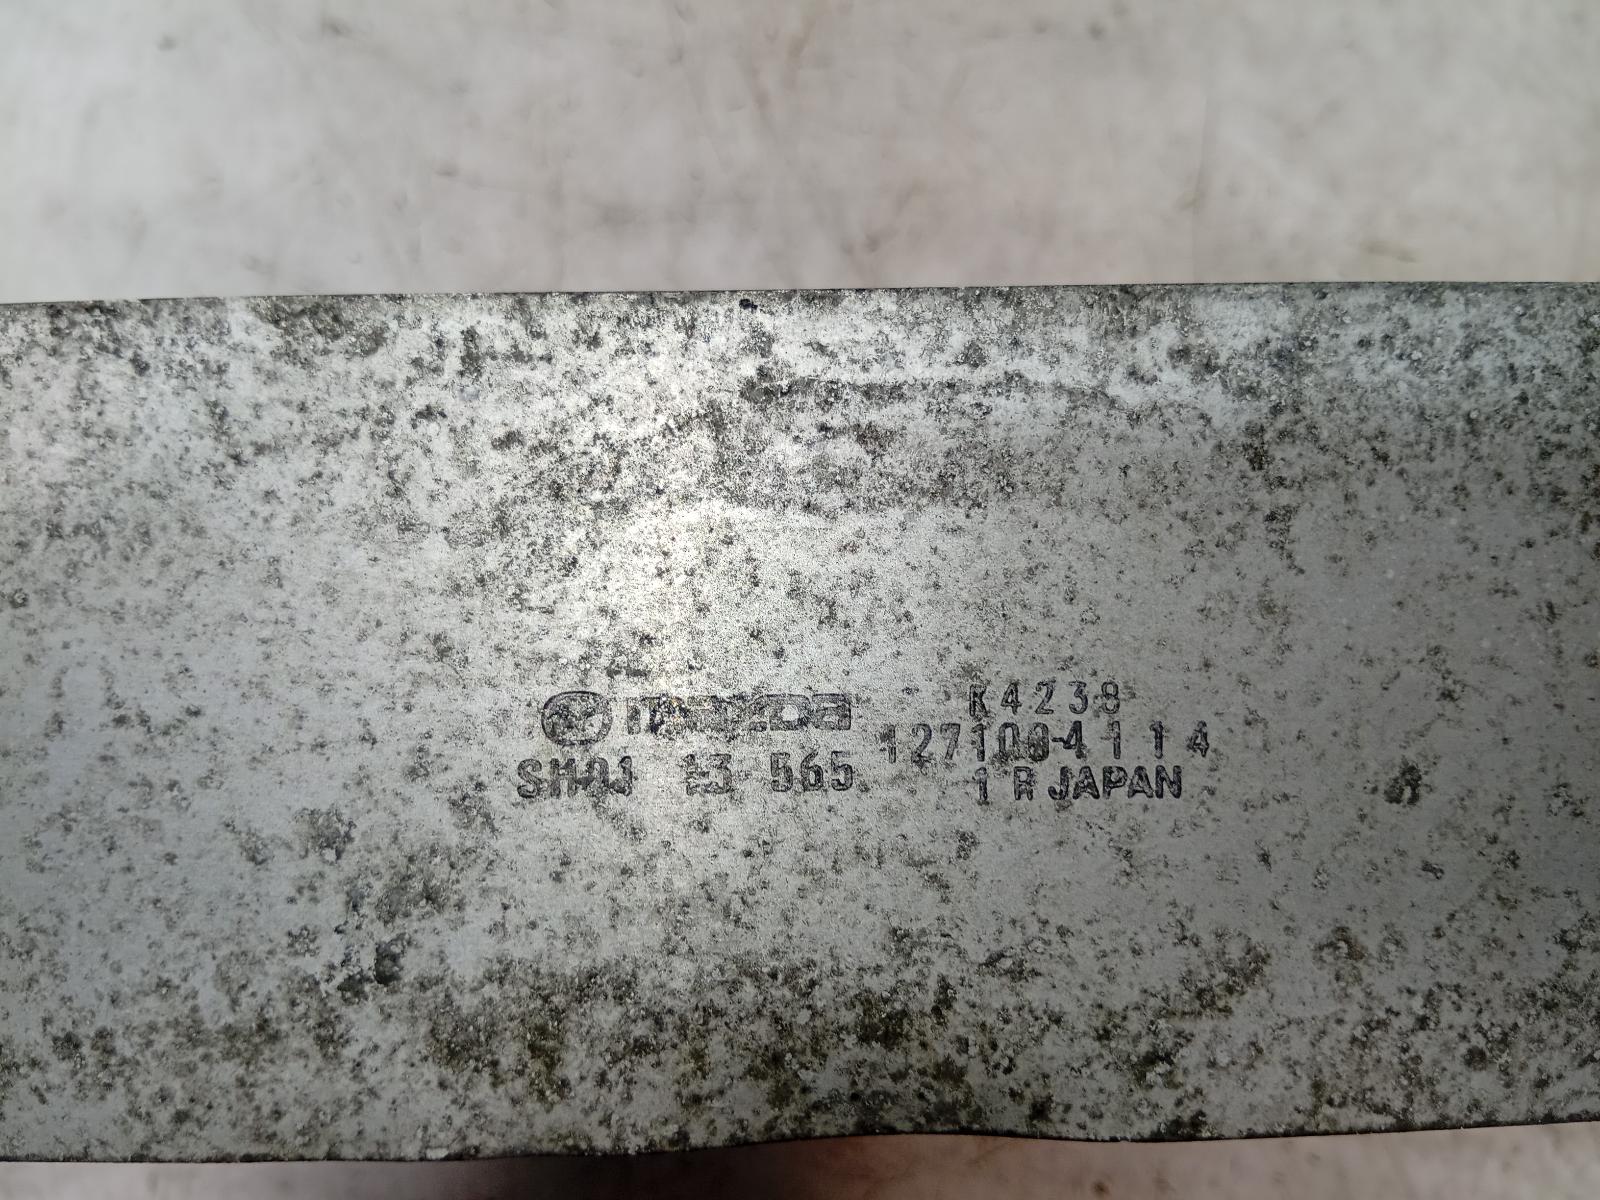 mazda
SH01 13 565
K4238
127100-4114
1 R JAPAN